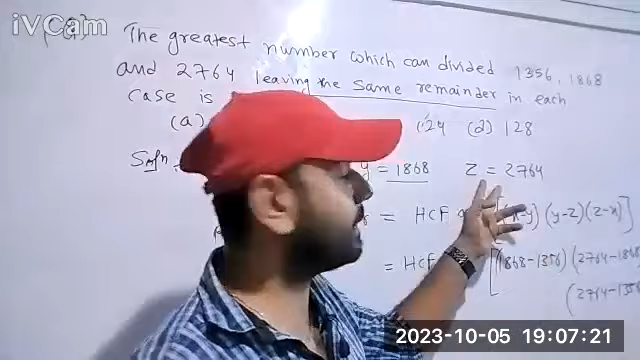 iVCam
The greatest number which can divided 1356, 1868
and 2764 leaving the same remainder in each
case is
(a) 124 (d) 128
Soln y = 1868 Z = 2764
= HCF (x-y) (y-z) (z-x)]
= HCF [(1868-1356) (2764-1868
(2764-1356
2023-10-05 19:07:21